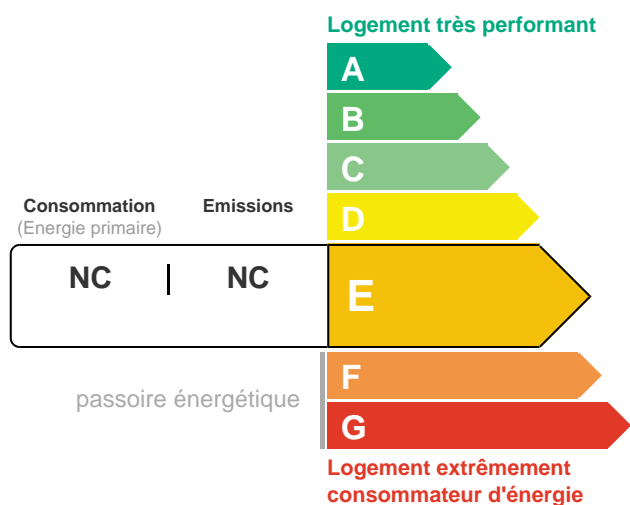 Logement très performant
A
B
C
Consommation Emissions
(Energie primaire)
D
NC | NC
E
F
passoire énergétique
G
Logement extrêmement
consommateur d'énergie